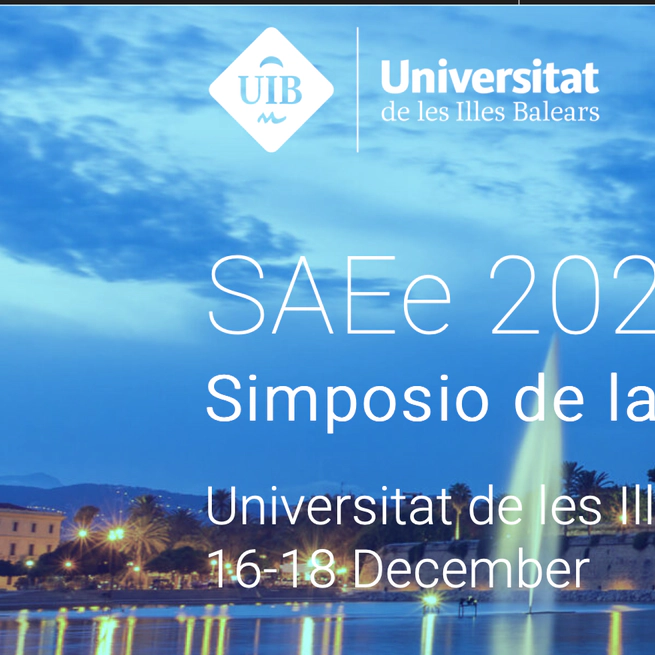 UIB
Universitat
de les Illes Balears
SAEe 202
Simposio de la
Universitat de les Ill
16-18 December